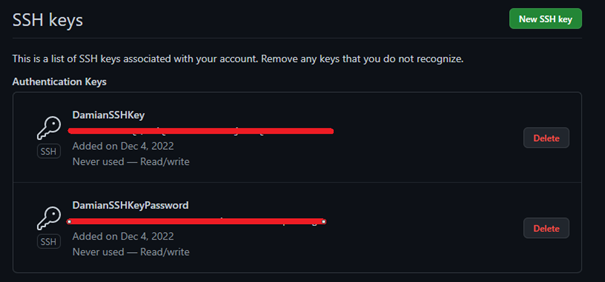 SSH keys
New SSH key
This is a list of SSH keys associated with your account. Remove any keys that you do not recognize.
Authentication Keys
DamianSSHKey
SSH
Added on Dec 4, 2022
Never used — Read/write
Delete
DamianSSHKeyPassword
SSH
Added on Dec 4, 2022
Never used — Read/write
Delete